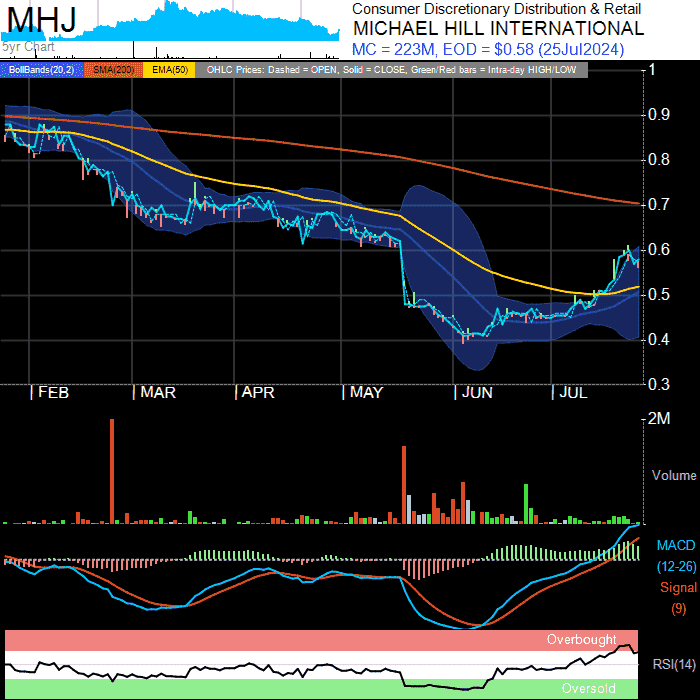 MHJ
5yr Chart
Consumer Discretionary Distribution & Retail
MICHAEL HILL INTERNATIONAL
MC = 223M, EOD = $0.58 (25Jul2024)
BollBands(20,2) SMA(200) EMA(50) OHLC Prices: Dashed = OPEN, Solid = CLOSE, Green/Red bars = Intra-day HIGH/LOW
1
0.9
0.8
0.7
0.6
0.5
0.4
0.3
FEB MAR APR MAY JUN JUL
2M
Volume
MACD
(12-26)
Signal
(9)
Overbought
RSI(14)
Oversold